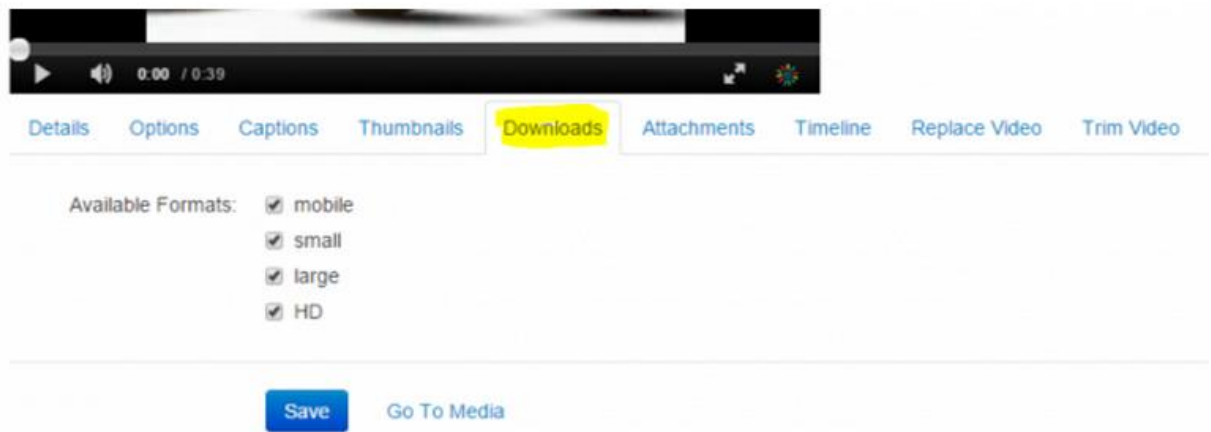 0:00 / 0:39
Details Options Captions Thumbnails Downloads Attachments Timeline Replace Video Trim Video
Available Formats: mobile
small
large
HD
Save Go To Media